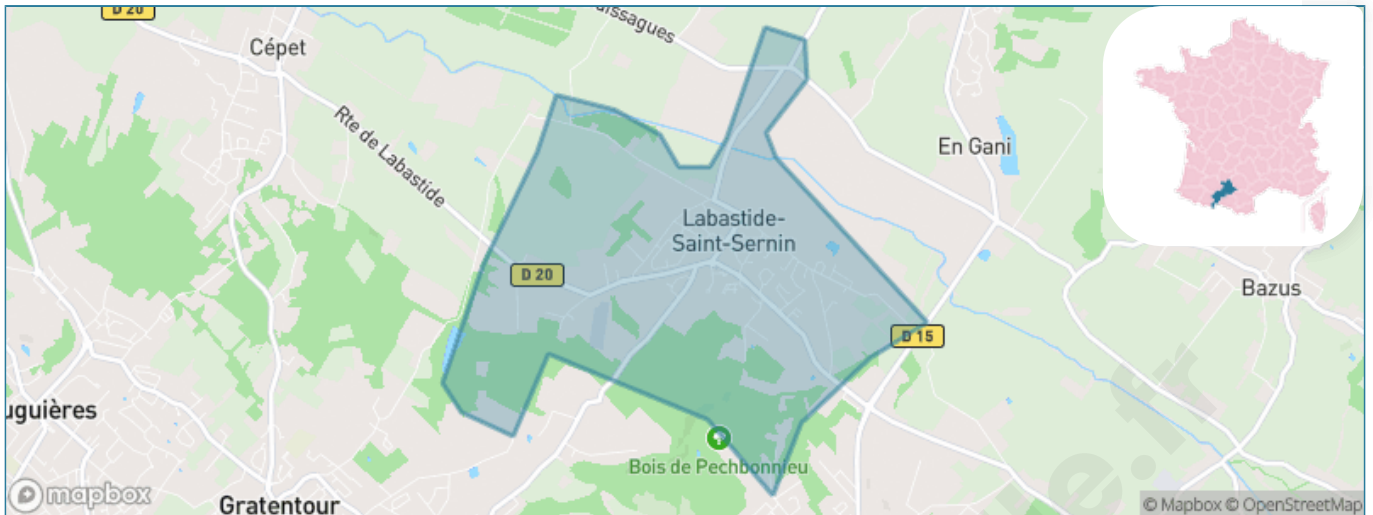 D 20
uissagues
Cépet
Rte de Labastide
En Gani
Labastide-
Saint-Sernin
D 20
Bazus
D 15
uguières
Bois de Pechbonnieu
mapbox
Gratentour
© Mapbox © OpenStreetMap